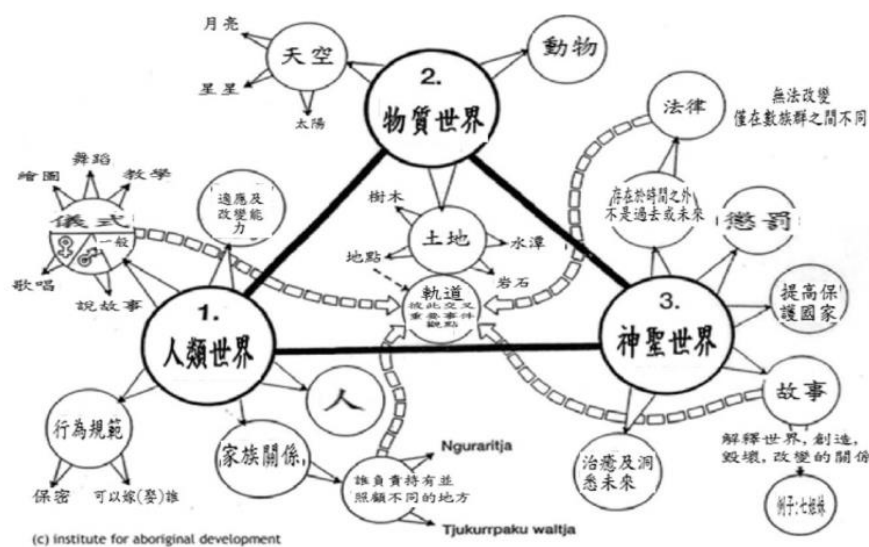 月亮
天空
星星
太陽
2.
物質世界
動物
法律
無法改變
僅在數族群之間不同
繪圖
舞蹈
教學
儀式
一般
歌唱
說故事
適應及
改變能
力
樹木
土地
水潭
地點
岩石
軌道
彼此交叉
重要事件
觀點
存在於時間之外
不是過去或未來
懲罰
提高保
護國家
1.
人類世界
3.
神聖世界
人
行為規範
保密
可以嫁(娶)誰
家族關係
誰負責持有並
照顧不同的地方
Nguraritja
Tjukurrpaku waltja
治癒及洞
悉未來
故事
解釋世界,創造,
毀壞,改變的關係
例子:七姐妹
(c) institute for aboriginal development